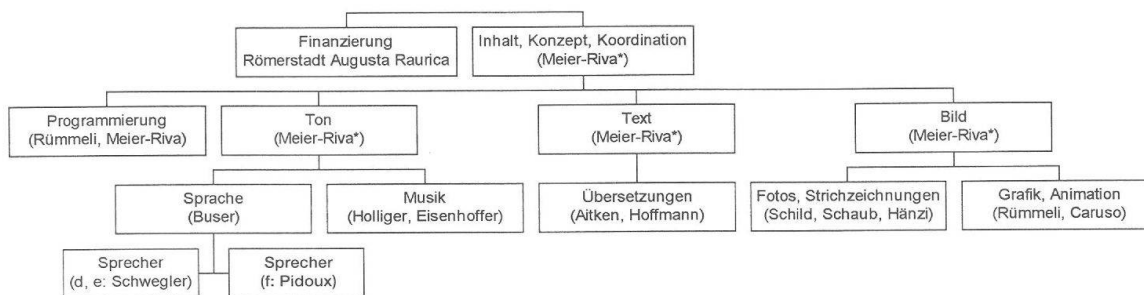 Finanzierung
Römerstadt Augusta Raurica
Inhalt, Konzept, Koordination
(Meier-Riva*)
Programmierung
(Rümmeli, Meier-Riva)
Ton
(Meier-Riva*)
Text
(Meier-Riva*)
Bild
(Meier-Riva*)
Sprache
(Buser)
Musik
(Holliger, Eisenhoffer)
Übersetzungen
(Aitken, Hoffmann)
Fotos, Strichzeichnungen
(Schild, Schaub, Hänzi)
Grafik, Animation
(Rümmeli, Caruso)
Sprecher
(d, e: Schwegler)
Sprecher
(f: Pidoux)